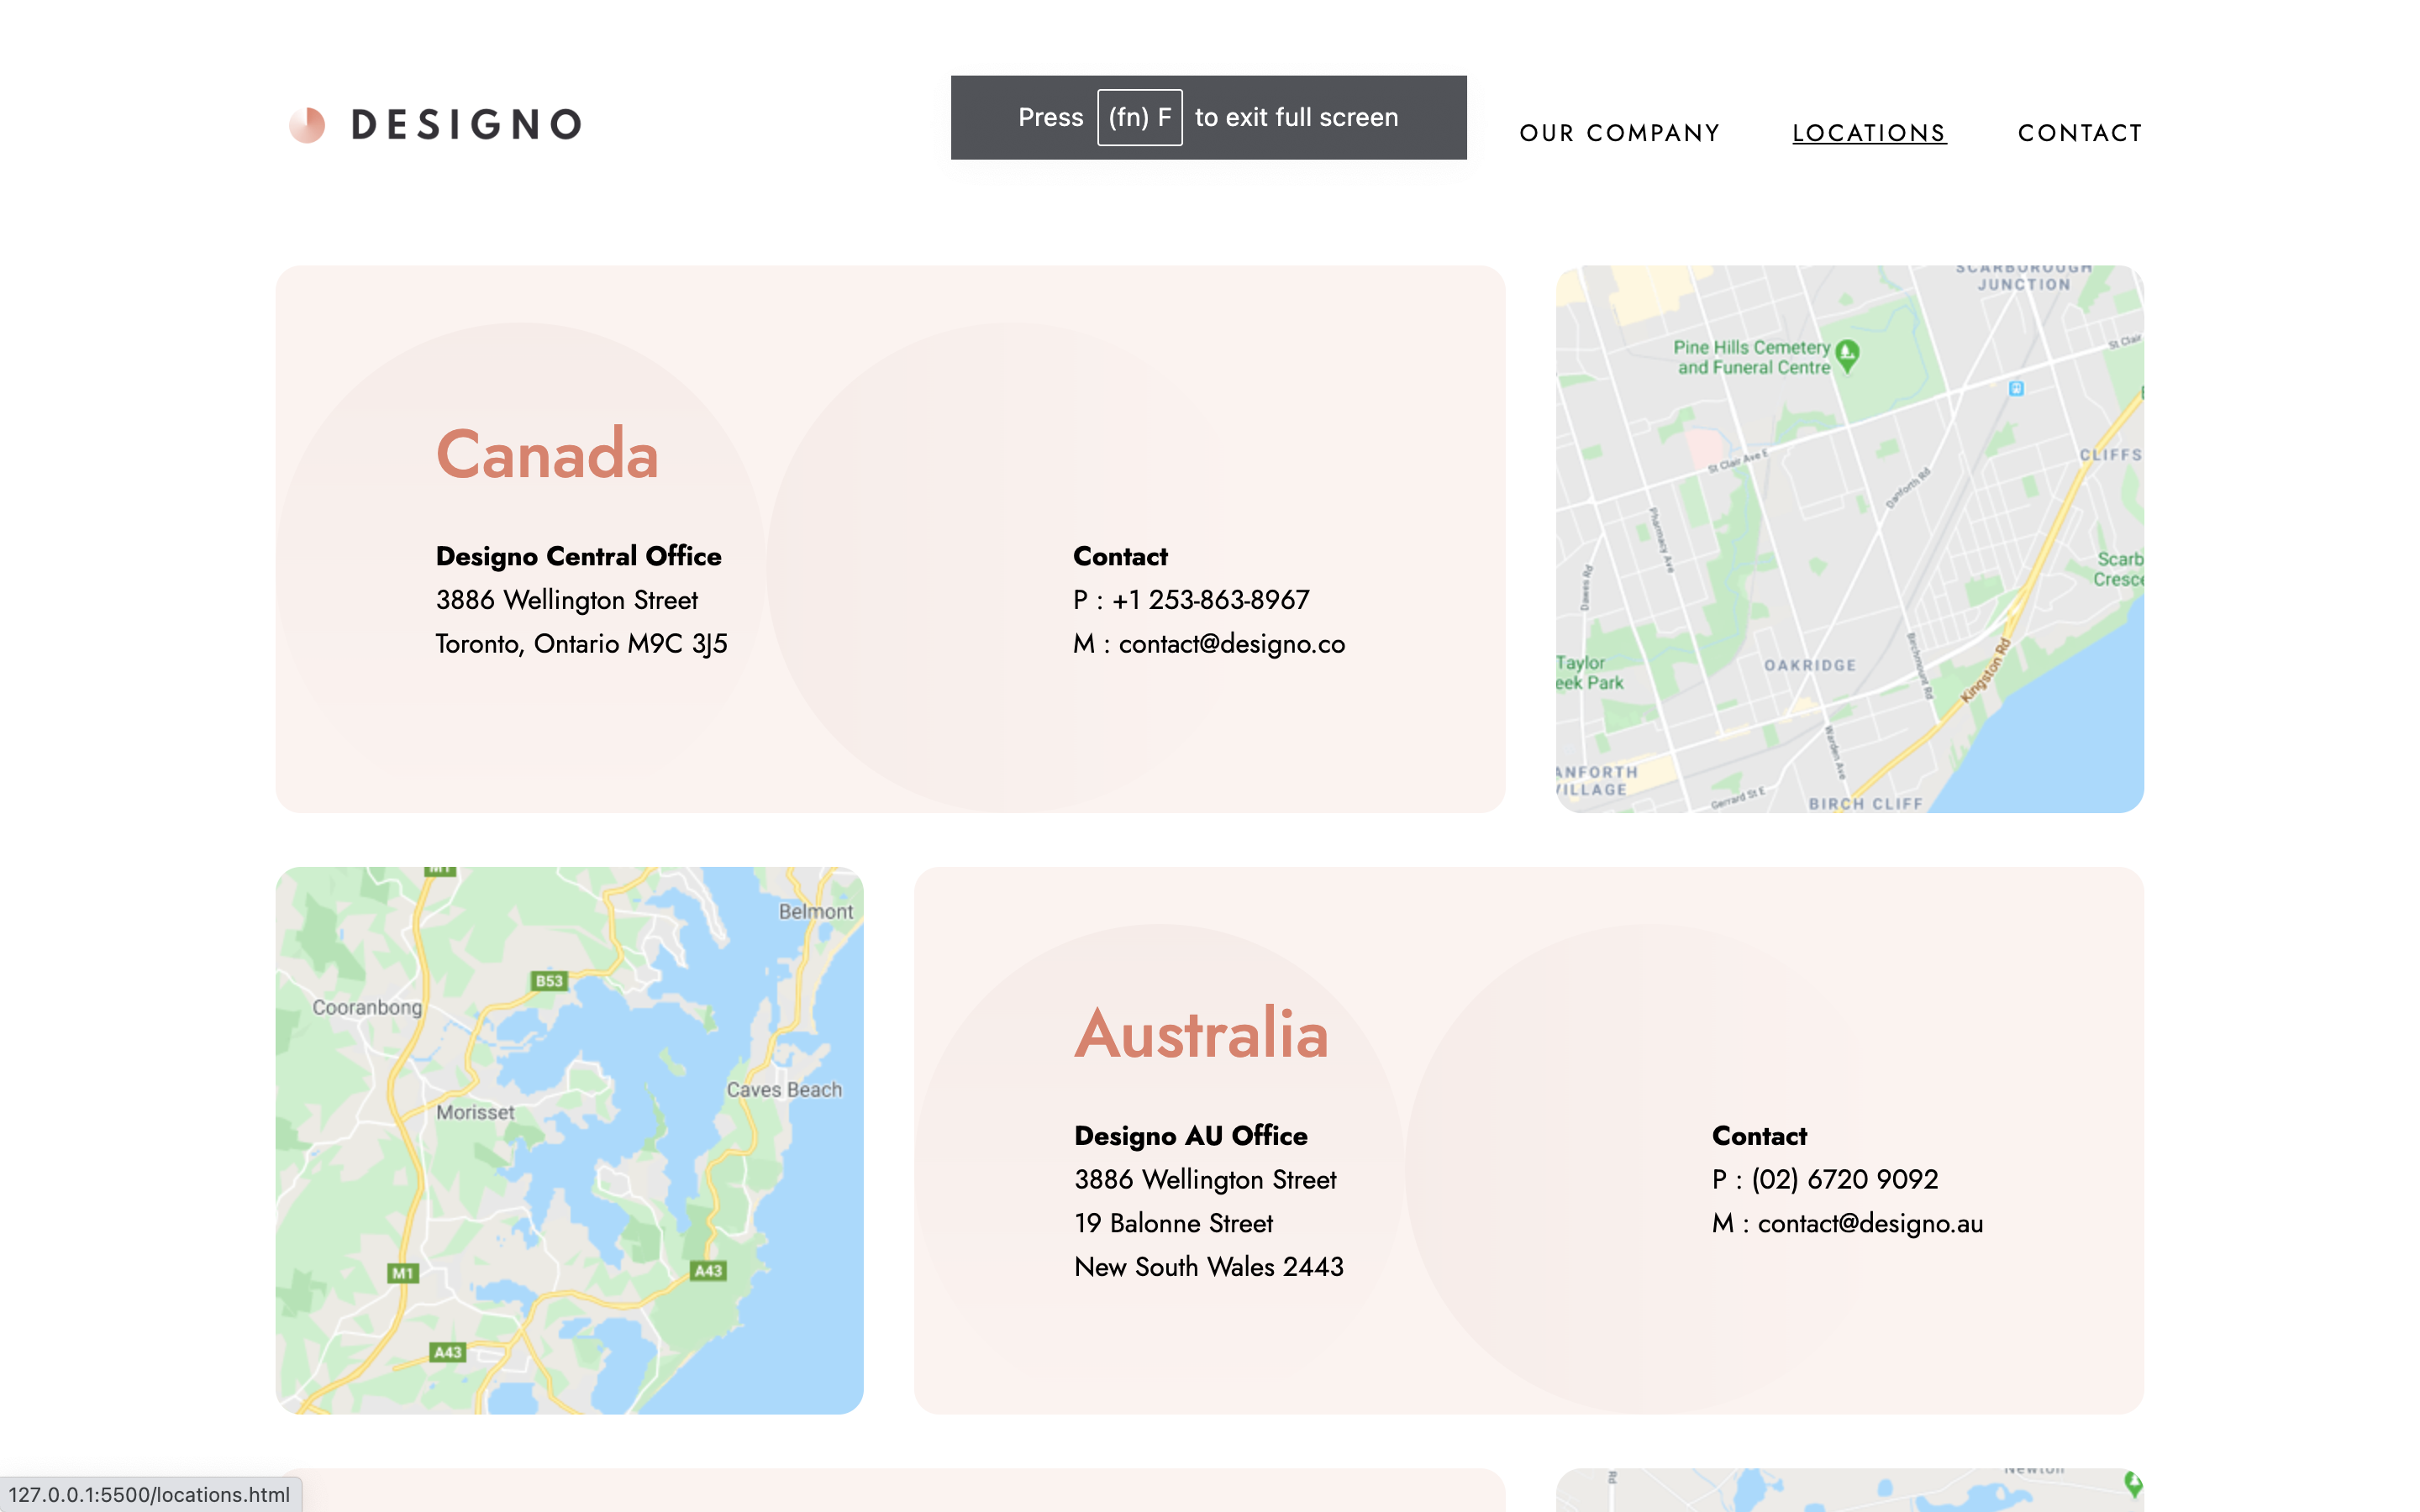 DESIGNO
Press (fn) F to exit full screen
OUR COMPANY
LOCATIONS
CONTACT
Canada
Designo Central Office
3886 Wellington Street
Toronto, Ontario M9C 3J5
Contact
P : +1 253-863-8967
M : contact@designo.co
SCARBOROUGH
JUNCTION
Pine Hills Cemetery
and Funeral Centre
St Clair
CLIFFS
St Clair Ave E
Danforth Rd
Pharmacy Ave
Dawes Rd
Scarb
Cresce
Taylor
eek Park
OAKRIDGE
Birchmount Rd
Kingston Rd
Warden Ave
ANFORTH
VILLAGE
Gerrard St E
BIRCH CLIFF
M1
Belmont
B53
Cooranbong
Caves Beach
Morisset
M1
A43
A43
Australia
Designo AU Office
3886 Wellington Street
19 Balonne Street
New South Wales 2443
Contact
P : (02) 6720 9092
M : contact@designo.au
Rd
Newton
127.0.0.1:5500/locations.html